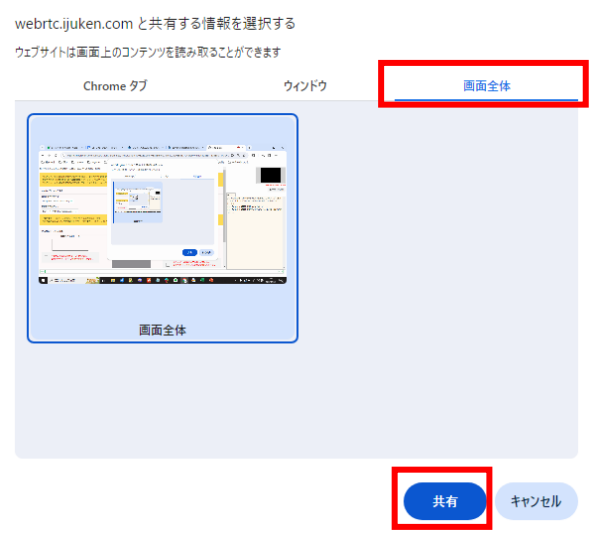 webrtc.ijuken.com と共有する情報を選択する
ウェブサイトは画面上のコンテンツを読み取ることができます
Chrome タブ
ウィンドウ
画面全体
画面全体
共有
キャンセル